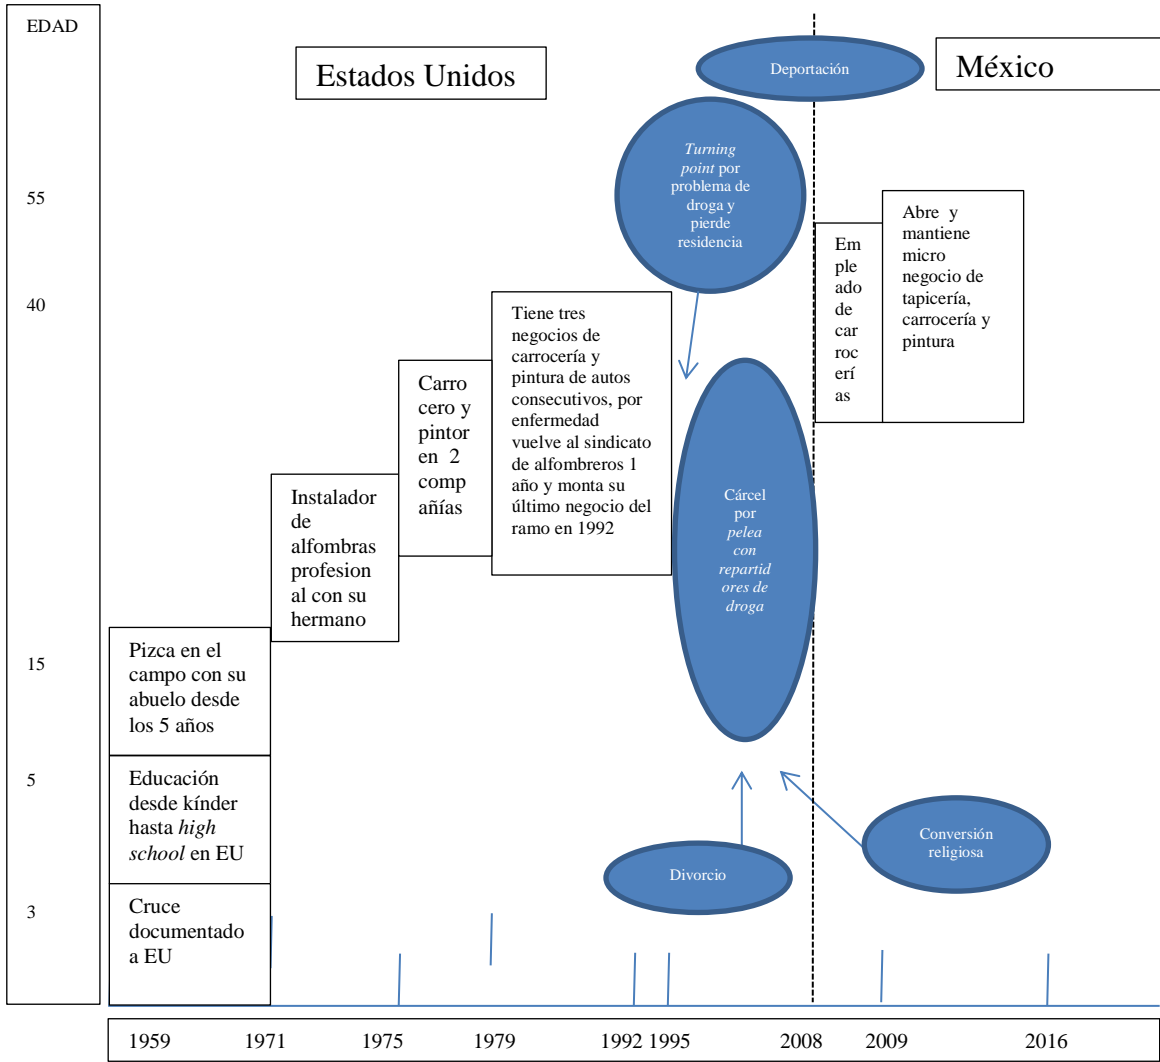 EDAD
Estados Unidos
Deportación
México
55
40
15
5
3
Turning
point por
problema de
droga y
pierde
residencia
Em
ple
ado
de
car
roc
erí
as
Abre y
mantiene
micro
negocio de
tapicería,
carrocería y
pintura
Tiene tres
negocios de
carrocería y
pintura de autos
consecutivos, por
enfermedad
vuelve al sindicato
de alfombreros 1
año y monta su
último negocio del
ramo en 1992
Carro
cero y
pintor
en 2
comp
añías
Instalador
de
alfombras
profesion
al con su
hermano
Cárcel
por pelea
con
repartid
ores de
droga
Pizca en el
campo con su
abuelo desde
los 5 años
Educación
desde kínder
hasta high
school en EU
Cruce
documentado
a EU
Divorcio
Conversión
religiosa
1959 1971 1975 1979 1992 1995 2008 2009 2016